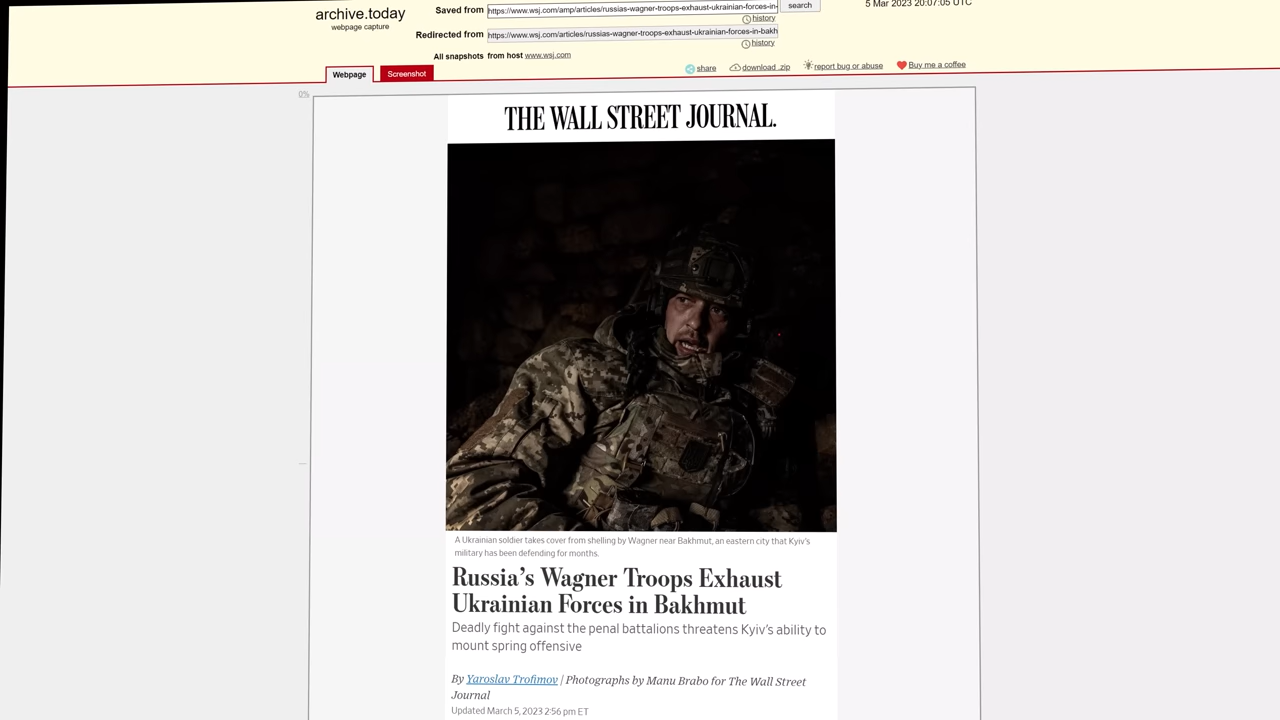 archive.today
webpage capture
Saved from https://www.wsj.com/amp/articles/russias-wagner-troops-exhaust-ukrainian-forces-in- search 5 Mar 2023 20:07:05 UTC
history
Redirected from https://www.wsj.com/articles/russias-wagner-troops-exhaust-ukrainian-forces-in-bakh
history
All snapshots from host www.wsj.com
Webpage Screenshot share download .zip report bug or abuse Buy me a coffee
0%
THE WALL STREET JOURNAL.
A Ukrainian soldier takes cover from shelling by Wagner near Bakhmut, an eastern city that Kyiv's
military has been defending for months.
Russia's Wagner Troops Exhaust
Ukrainian Forces in Bakhmut
Deadly fight against the penal battalions threatens Kyiv's ability to
mount spring offensive
By Yaroslav Trofimov | Photographs by Manu Brabo for The Wall Street
Journal
Updated March 5, 2023 2:56 pm ET